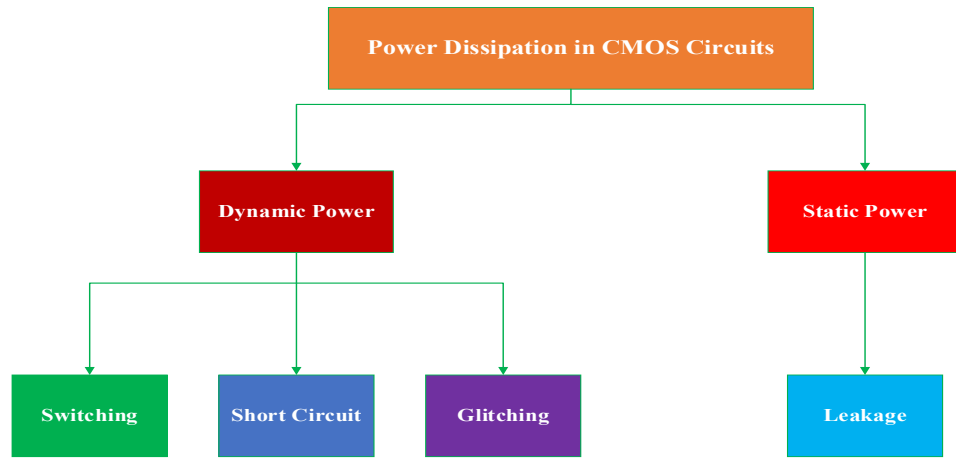 Power Dissipation in CMOS Circuits
Dynamic Power
Static Power
Switching
Short Circuit
Glitching
Leakage